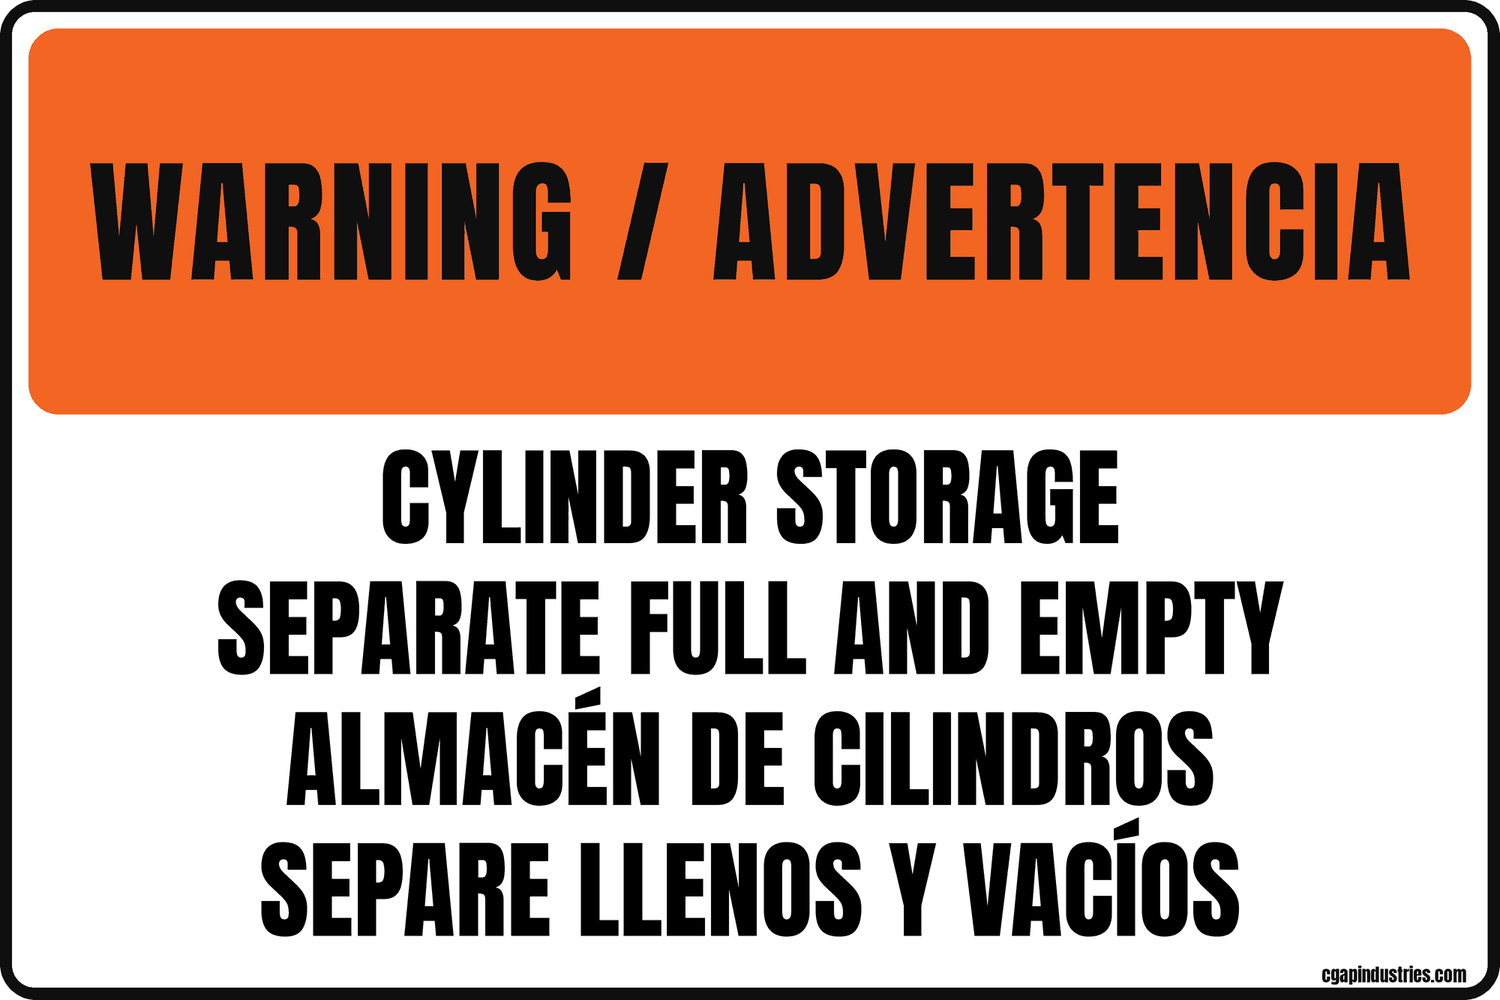 WARNING / ADVERTENCIA
CYLINDER STORAGE
SEPARATE FULL AND EMPTY
ALMACÉN DE CILINDROS
SEPARE LLENOS Y VACÍOS
cgapindustries.com